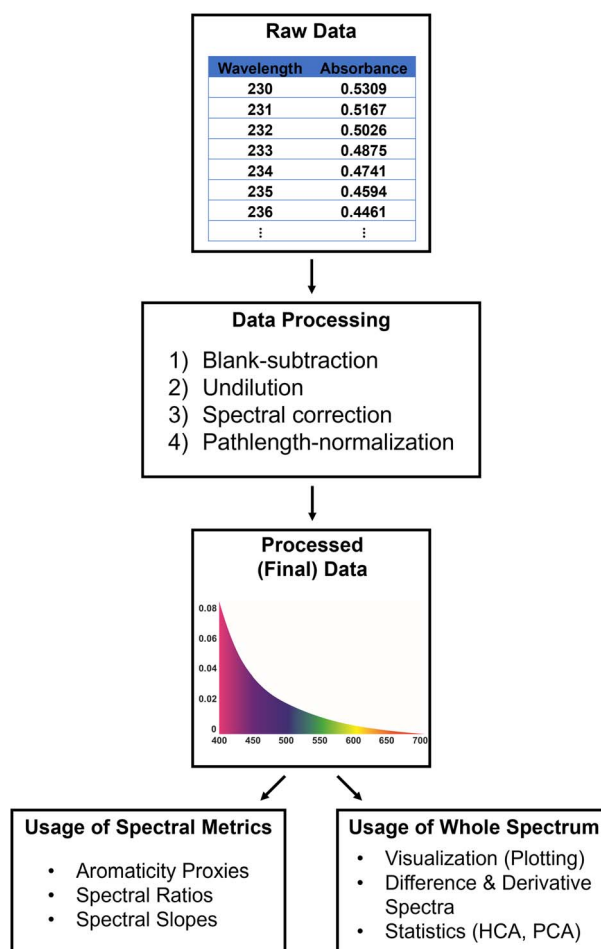 Raw Data
Wavelength Absorbance
230 0.5309
231 0.5167
232 0.5026
233 0.4875
234 0.4741
235 0.4594
236 0.4461
⋮ ⋮
Data Processing
1) Blank-subtraction
2) Undilution
3) Spectral correction
4) Pathlength-normalization
Processed
(Final) Data
0.08
0.06
0.04
0.02
0
400 450 500 550 600 650 700
Usage of Spectral Metrics
• Aromaticity Proxies
• Spectral Ratios
• Spectral Slopes
Usage of Whole Spectrum
• Visualization (Plotting)
• Difference & Derivative
Spectra
• Statistics (HCA, PCA)